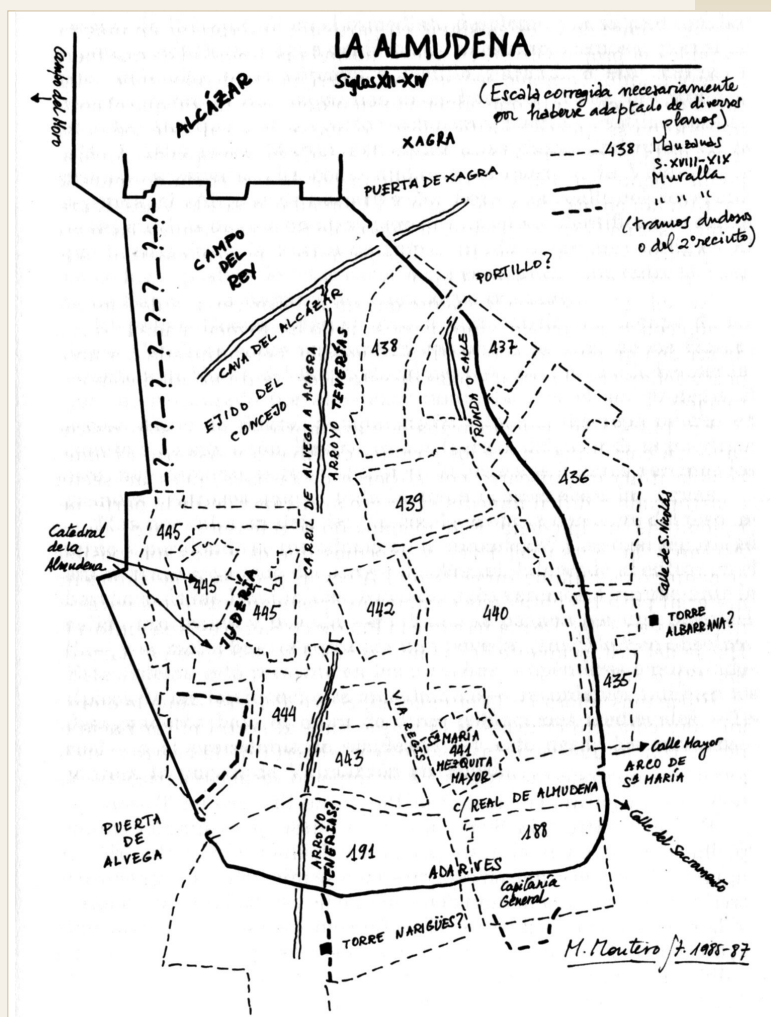 LA ALMUDENA
Siglos XII-XIV
Campo del Moro
ALCÁZAR
(Escala corregida necesariamente
por haberse adaptado de diversos
planos)
---- 438 Manzanas
S. XVIII-XIX
Muralla
" " "
(tramos dudosos
o del 2º recinto)
XAGRA
PUERTA DE XAGRA
PORTILLO?
CAMPO
DEL
REY
? ? ? ? ? ? ? ?
CAVA DEL ALCÁZAR
EJIDO DEL
CONCEJO
CARRIL DE ALVEGA A ASAGRA
ARROYO TENERÍAS
438
437
RONDA O CALLE
436
439
Calle de S. Nicolás
Catedral
de la
Almudena
445
445
445
JUDERÍA
442
440
TORRE
ALBARRANA?
435
444
443
VIA REGIS
Sª MARÍA
441
MEZQUITA
MAYOR
Calle Mayor
ARCO DE
Sª MARÍA
C/ REAL DE ALMUDENA
Calle del Sacramento
PUERTA
DE
ALVEGA
ARROYO
TENERÍAS?
191
188
ADARVES
Capitanía
General
TORRE NARIGÜES?
M. Montero /7. 1985-87